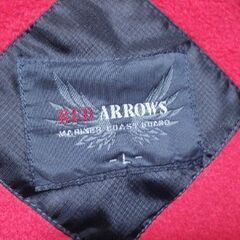 RED ARROWS
MARINER COAST GUARD
- L -